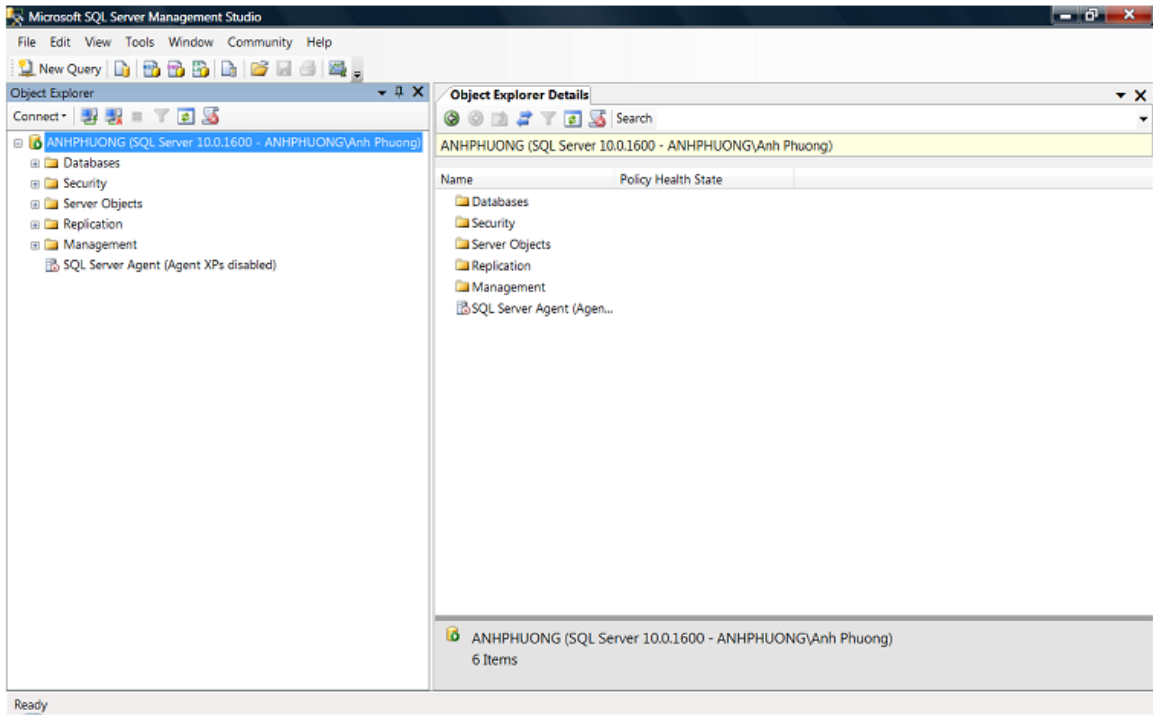 Microsoft SQL Server Management Studio
File Edit View Tools Window Community Help
New Query
Object Explorer
Connect
ANHPHUONG (SQL Server 10.0.1600 - ANHPHUONG\Anh Phuong)
Databases
Security
Server Objects
Replication
Management
SQL Server Agent (Agent XPs disabled)
Object Explorer Details
Search
ANHPHUONG (SQL Server 10.0.1600 - ANHPHUONG\Anh Phuong)
Name Policy Health State
Databases
Security
Server Objects
Replication
Management
SQL Server Agent (Agen...
ANHPHUONG (SQL Server 10.0.1600 - ANHPHUONG\Anh Phuong)
6 Items
Ready